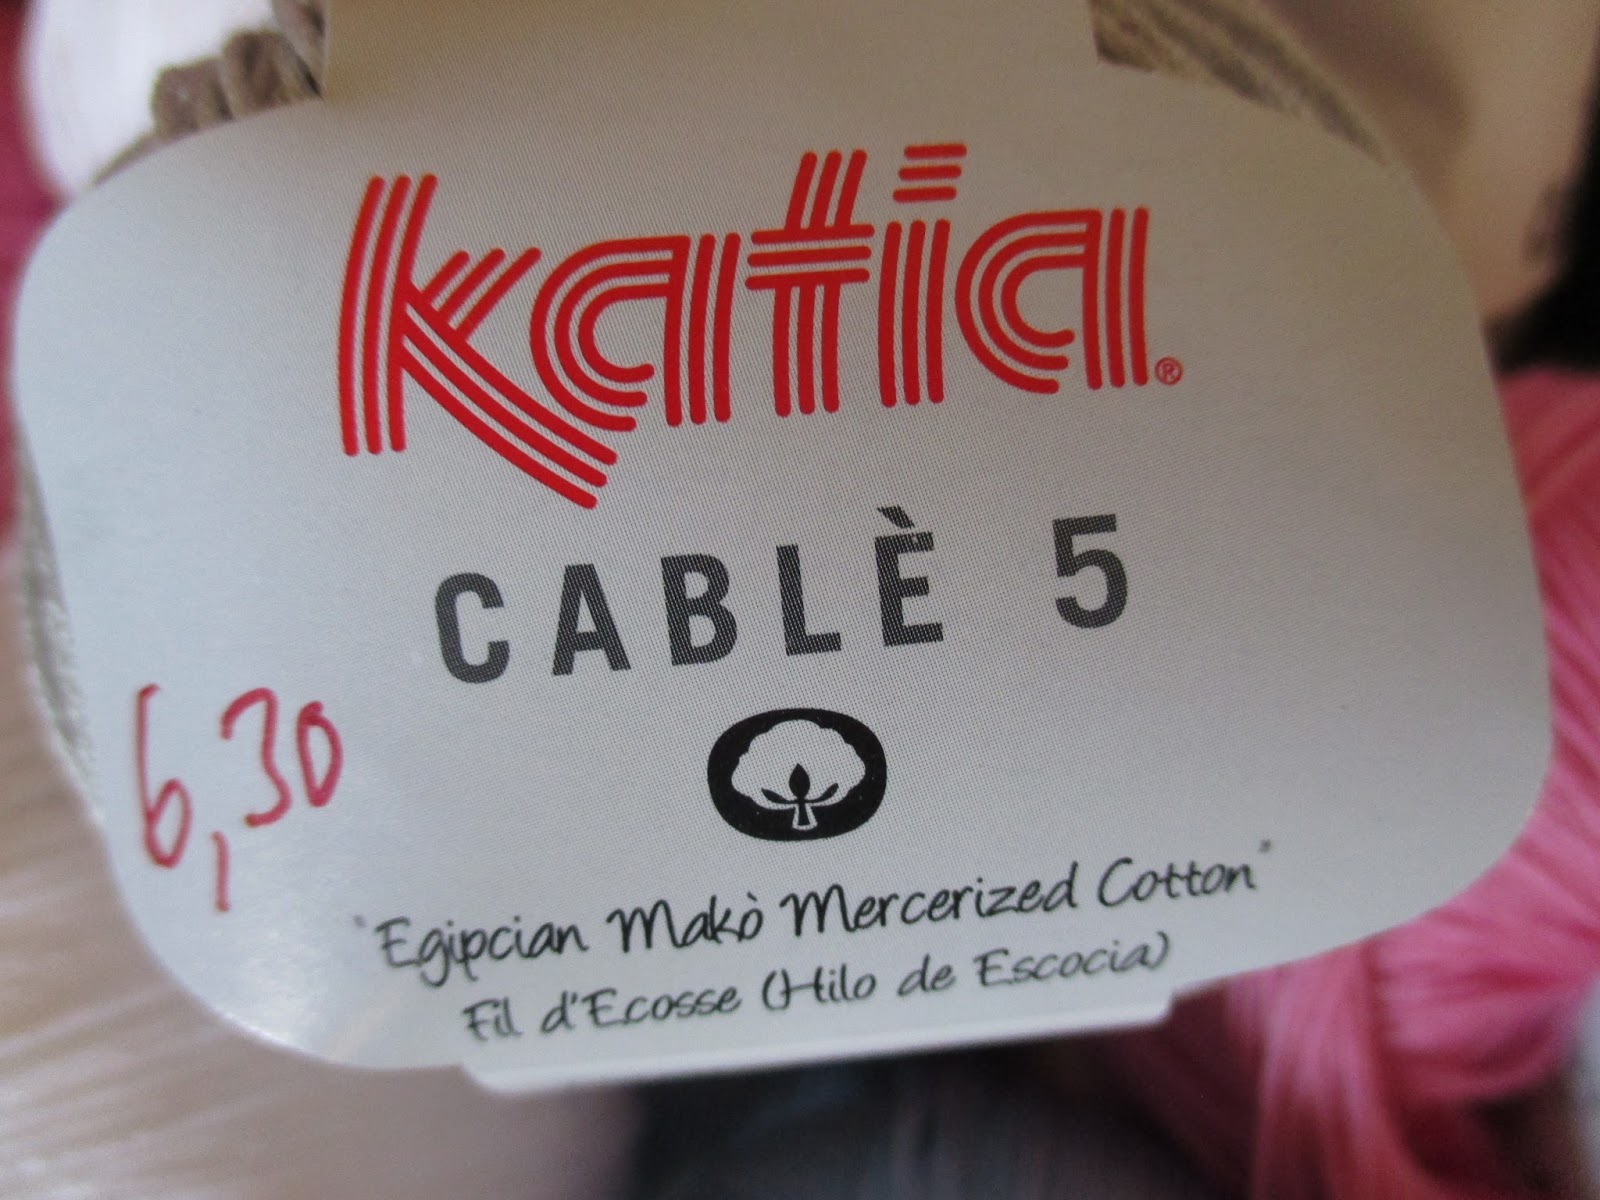 katia®
CABLÈ 5
6,30
"Egipcian Makò Mercerized Cotton"
Fil d'Ecosse (Hilo de Escocia)